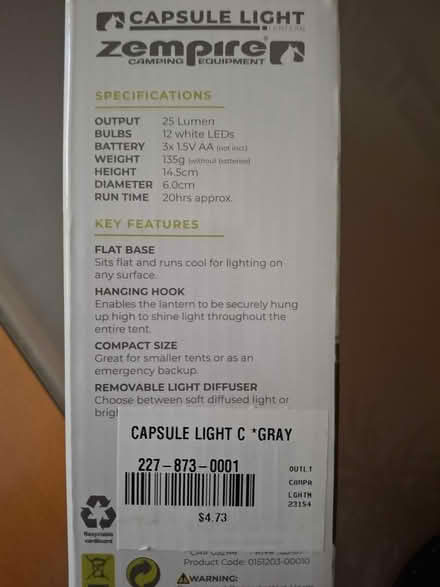 CAPSULE LIGHT
LANTERN
zempire®
CAMPING EQUIPMENT
SPECIFICATIONS
OUTPUT 25 Lumen
BULBS 12 white LEDs
BATTERY 3x 1.5V AA (not incl.)
WEIGHT 135g (without batteries)
HEIGHT 14.5cm
DIAMETER 6.0cm
RUN TIME 20hrs approx.
KEY FEATURES
FLAT BASE
Sits flat and runs cool for lighting on
any surface.
HANGING HOOK
Enables the lantern to be securely hung
up high to shine light throughout the
entire tent.
COMPACT SIZE
Great for smaller tents or as an
emergency backup.
REMOVABLE LIGHT DIFFUSER
Choose between soft diffused light or
CAPSULE LIGHT C *GRAY
227-873-0001
OUTLT
CAMPA
LGHTM
23154
$4.73
Recyclable
cardboard
Product Code: 0151203-00010
WARNING: